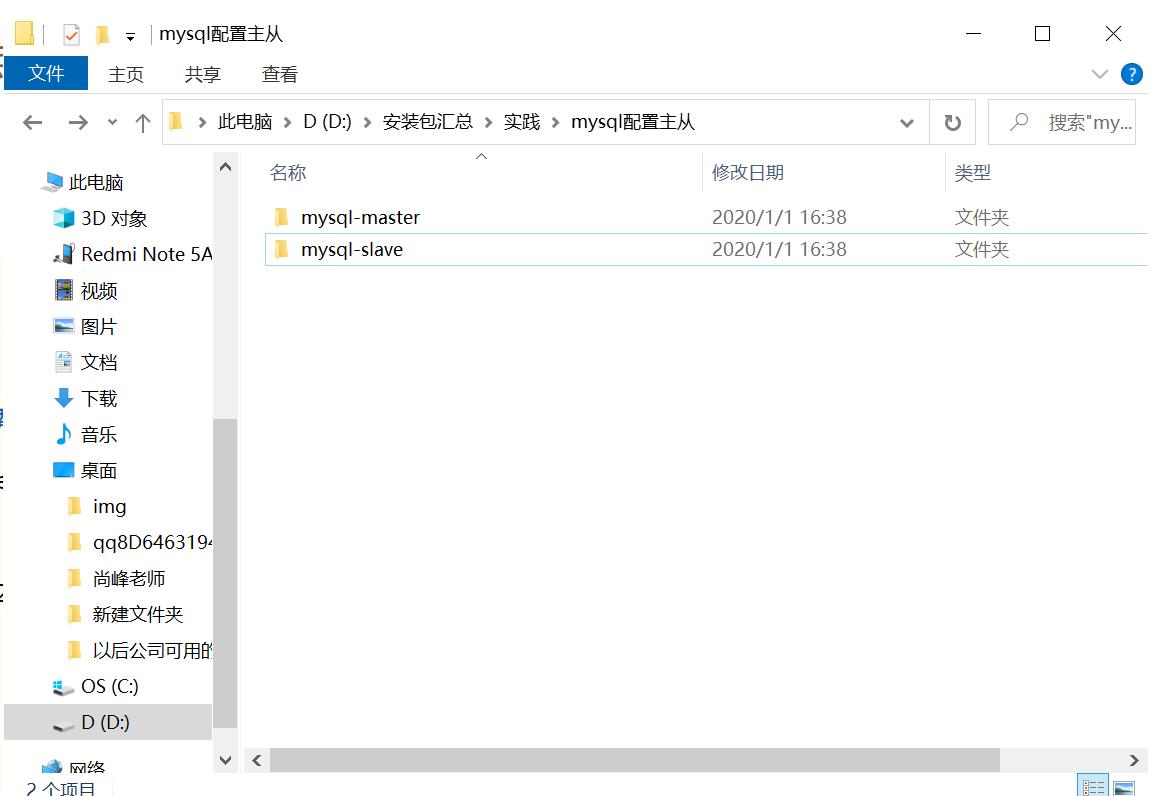 mysql配置主从
文件 主页 共享 查看
此电脑 D (D:) 安装包汇总 实践 mysql配置主从 搜索"my...
名称 修改日期 类型
mysql-master 2020/1/1 16:38 文件夹
mysql-slave 2020/1/1 16:38 文件夹
此电脑
3D 对象
Redmi Note 5A
视频
图片
文档
下载
音乐
桌面
img
qq8D6463194
尚峰老师
新建文件夹
以后公司可用的
OS (C:)
D (D:)
网络
2 个项目